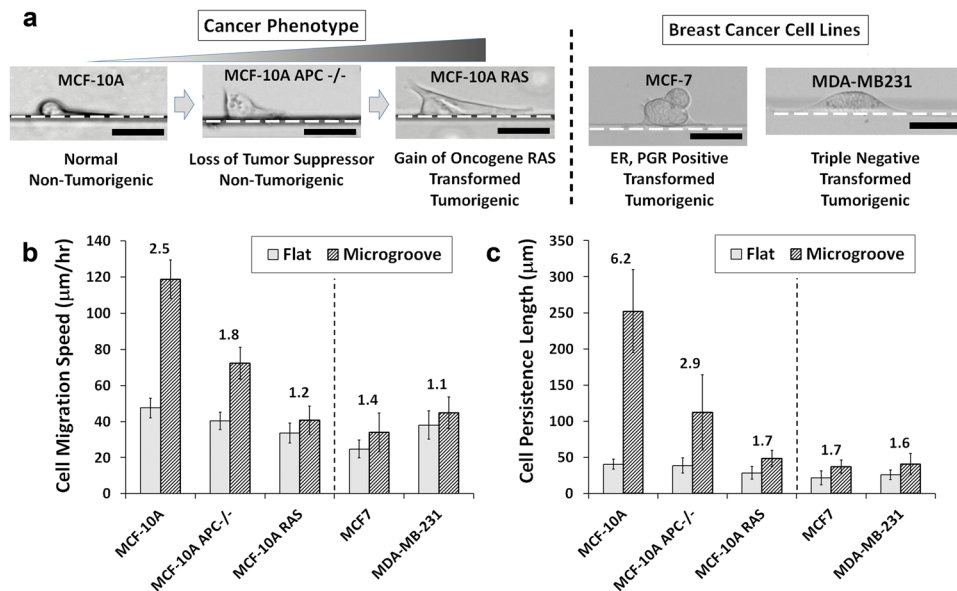 a
Cancer Phenotype
Breast Cancer Cell Lines
MCF-10A
MCF-10A APC -/-
MCF-10A RAS
MCF-7
MDA-MB231
Normal
Non-Tumorigenic
Loss of Tumor Suppressor
Non-Tumorigenic
Gain of Oncogene RAS
Transformed
Tumorigenic
ER, PGR Positive
Transformed
Tumorigenic
Triple Negative
Transformed
Tumorigenic
b
Cell Migration Speed (μm/hr)
140
120
100
80
60
40
20
0
Flat
Microgroove
2.5
1.8
1.2
1.4
1.1
MCF-10A
MCF-10A APC-/-
MCF-10A RAS
MCF7
MDA-MB-231
c
Cell Persistence Length (μm)
350
300
250
200
150
100
50
0
Flat
Microgroove
6.2
2.9
1.7
1.7
1.6
MCF-10A
MCF-10A APC-/-
MCF-10A RAS
MCF7
MDA-MB-231